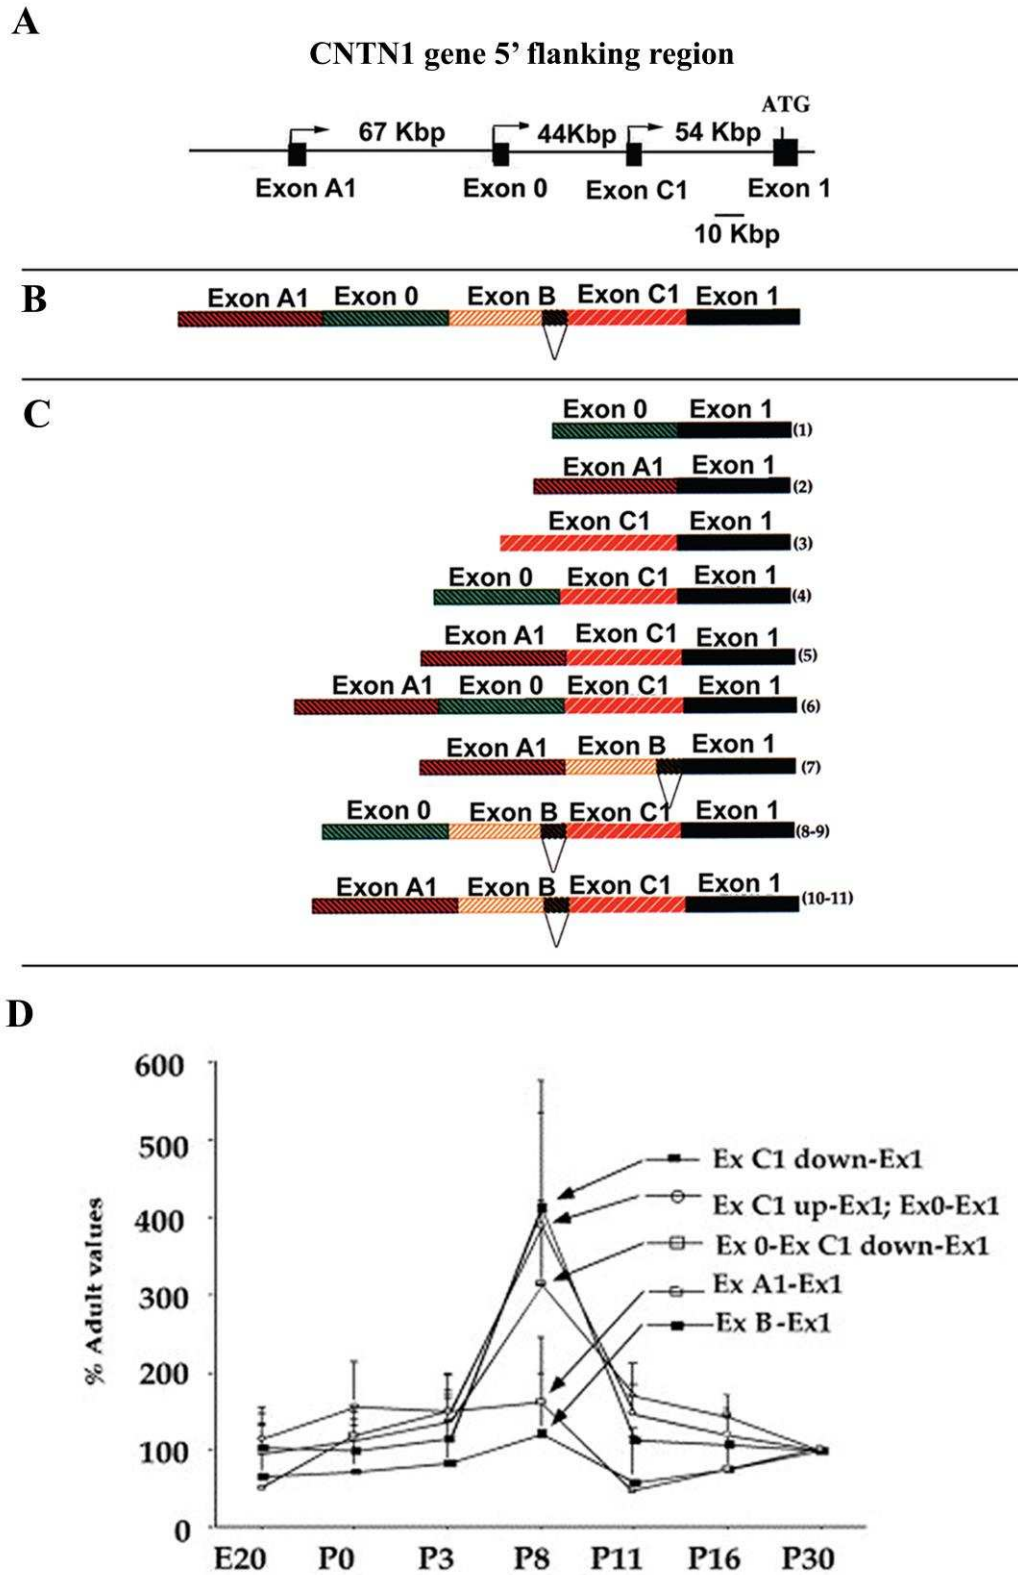 A
CNTN1 gene 5’ flanking region
ATG
67 Kbp 44Kbp 54 Kbp
Exon A1 Exon 0 Exon C1 Exon 1
10 Kbp
B
Exon A1 Exon 0 Exon B Exon C1 Exon 1
C
Exon 0 Exon 1
(1)
Exon A1 Exon 1
(2)
Exon C1 Exon 1
(3)
Exon 0 Exon C1 Exon 1
(4)
Exon A1 Exon C1 Exon 1
(5)
Exon A1 Exon 0 Exon C1 Exon 1
(6)
Exon A1 Exon B Exon 1
(7)
Exon 0 Exon B Exon C1 Exon 1
(8-9)
Exon A1 Exon B Exon C1 Exon 1
(10-11)
D
% Adult values
600
500
400
300
200
100
0
Ex C1 down-Ex1
Ex C1 up-Ex1; Ex0-Ex1
Ex 0-Ex C1 down-Ex1
Ex A1-Ex1
Ex B-Ex1
E20 P0 P3 P8 P11 P16 P30